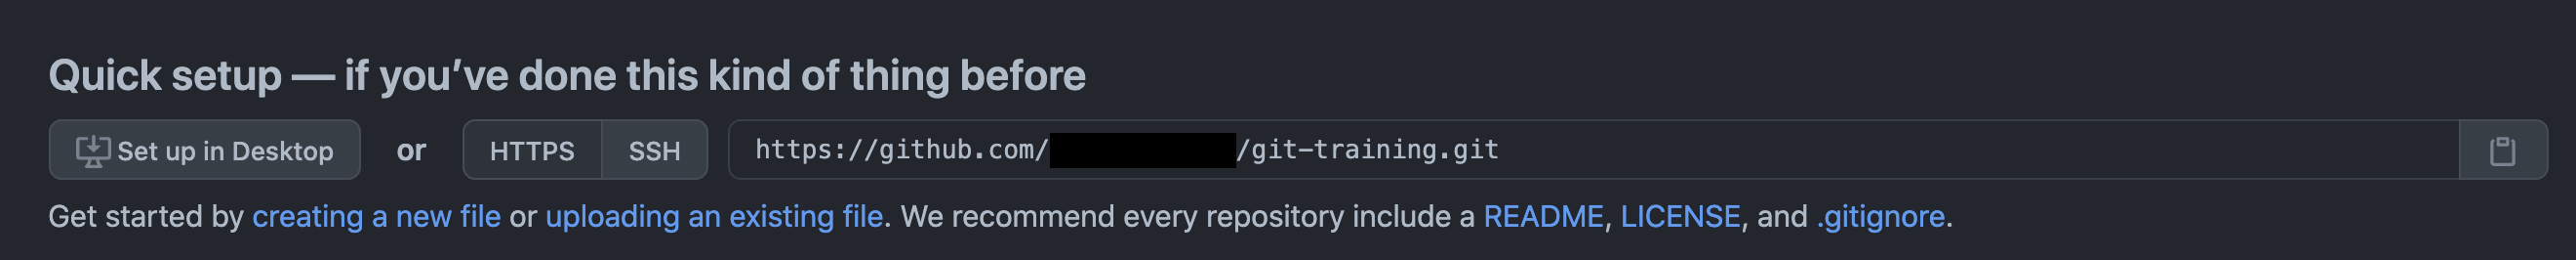 Quick setup — if you’ve done this kind of thing before
Set up in Desktop or HTTPS SSH https://github.com/ /git-training.git
Get started by creating a new file or uploading an existing file. We recommend every repository include a README, LICENSE, and .gitignore.